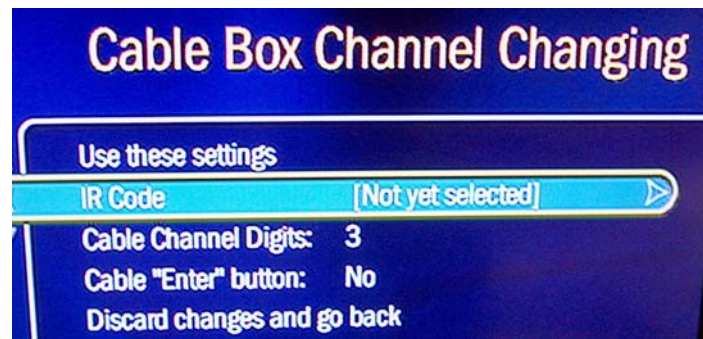 Cable Box Channel Changing
Use these settings
IR Code [Not yet selected]
Cable Channel Digits: 3
Cable "Enter" button: No
Discard changes and go back